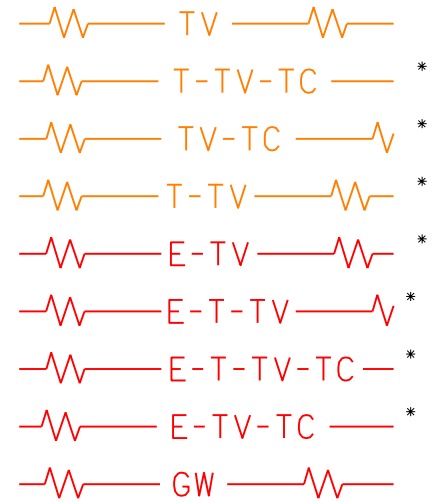 TV
T-TV-TC *
TV-TC *
T-TV *
E-TV *
E-T-TV *
E-T-TV-TC *
E-TV-TC *
GW